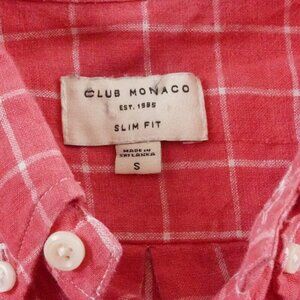 CLUB MONACO
EST. 1985
SLIM FIT
MADE IN
SRI LANKA
S